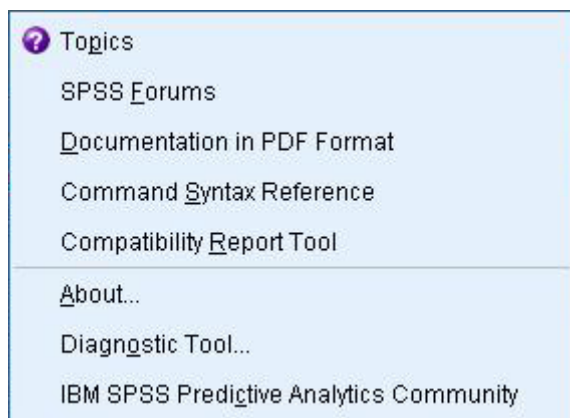 Topics
SPSS Forums
Documentation in PDF Format
Command Syntax Reference
Compatibility Report Tool
About...
Diagnostic Tool...
IBM SPSS Predictive Analytics Community